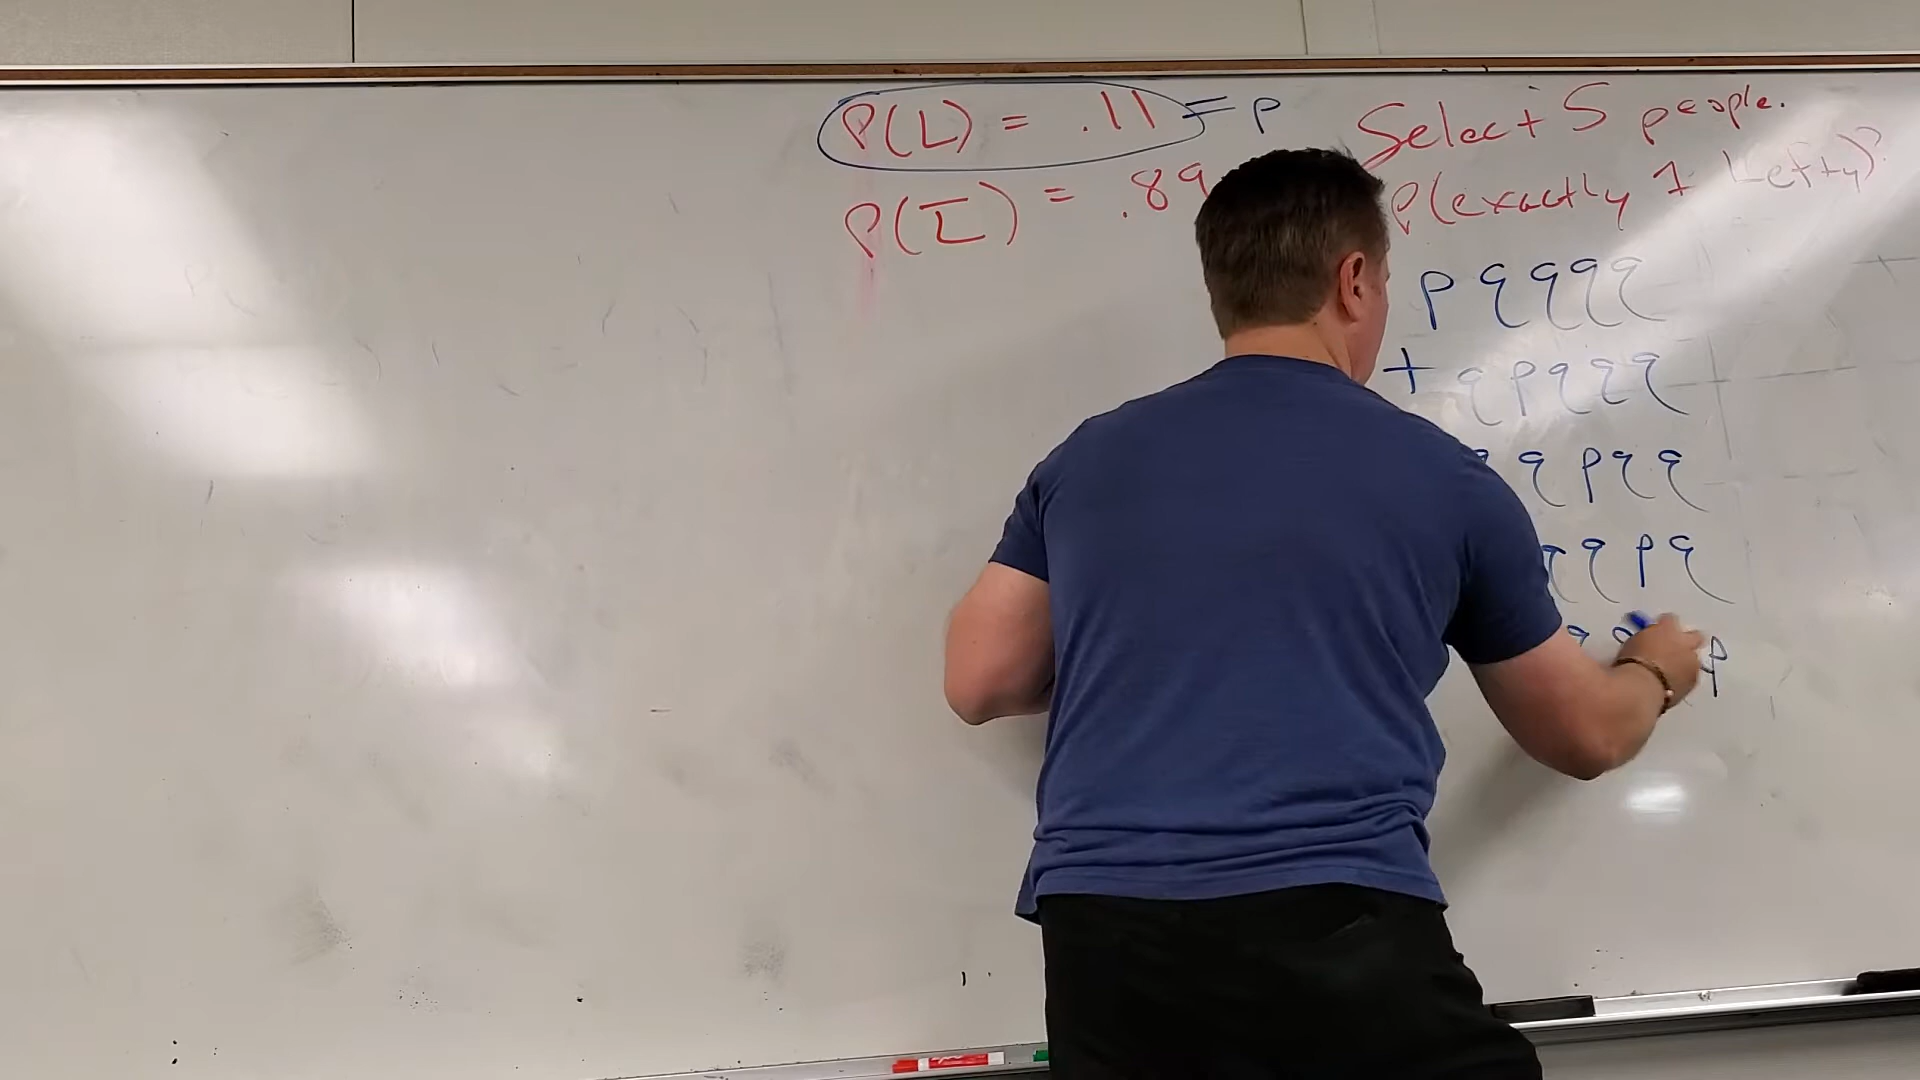 P(L) = .11 = p
P(L̅) = .89
Select 5 people.
P(exactly 1 Lefty)?
p q q q q
+ q p q q q
q q p q q
q q p q
q q p